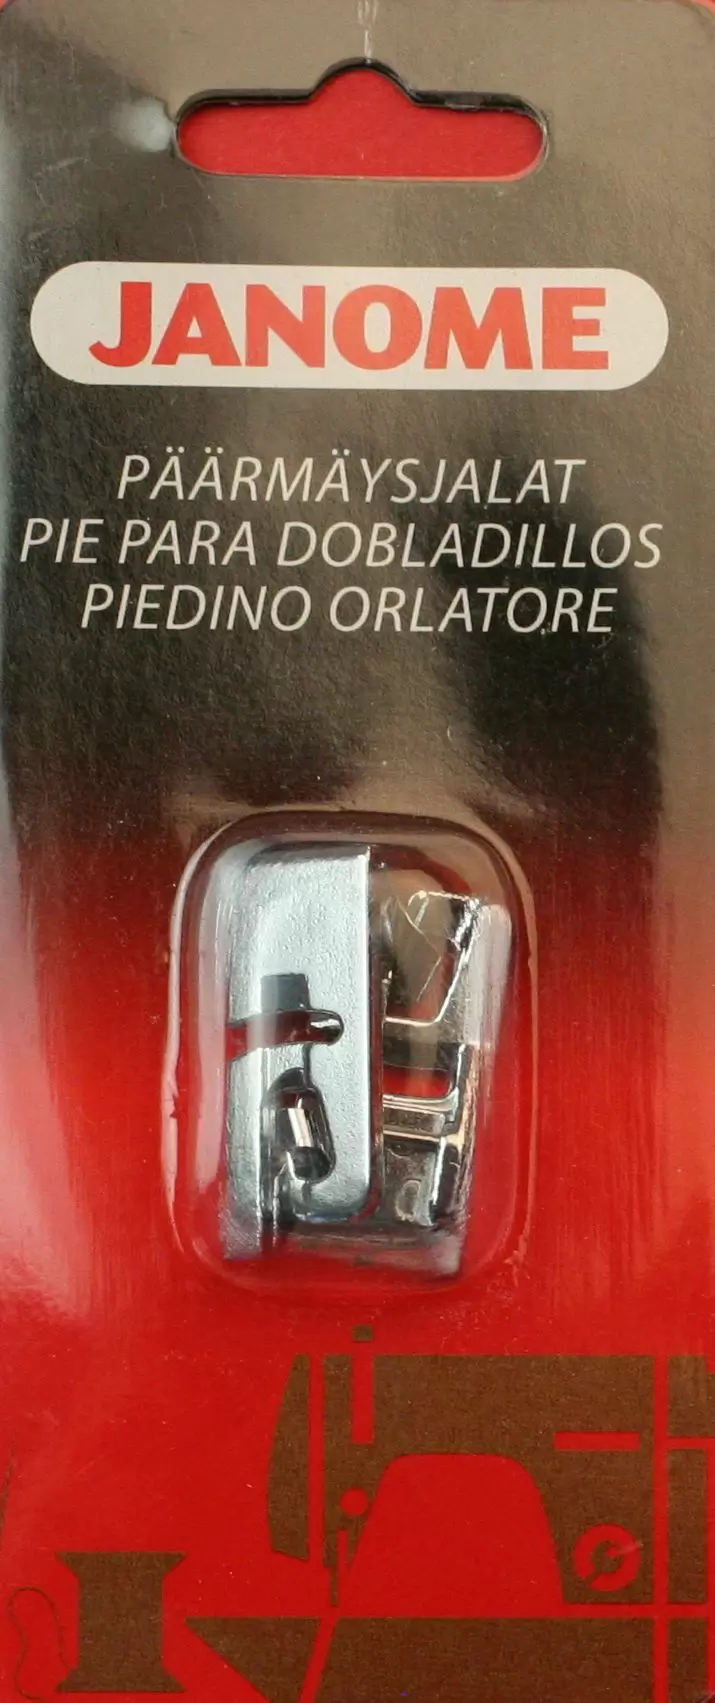 JANOME
PÄÄRMÄYSJALAT
PIE PARA DOBLADILLOS
PIEDINO ORLATORE